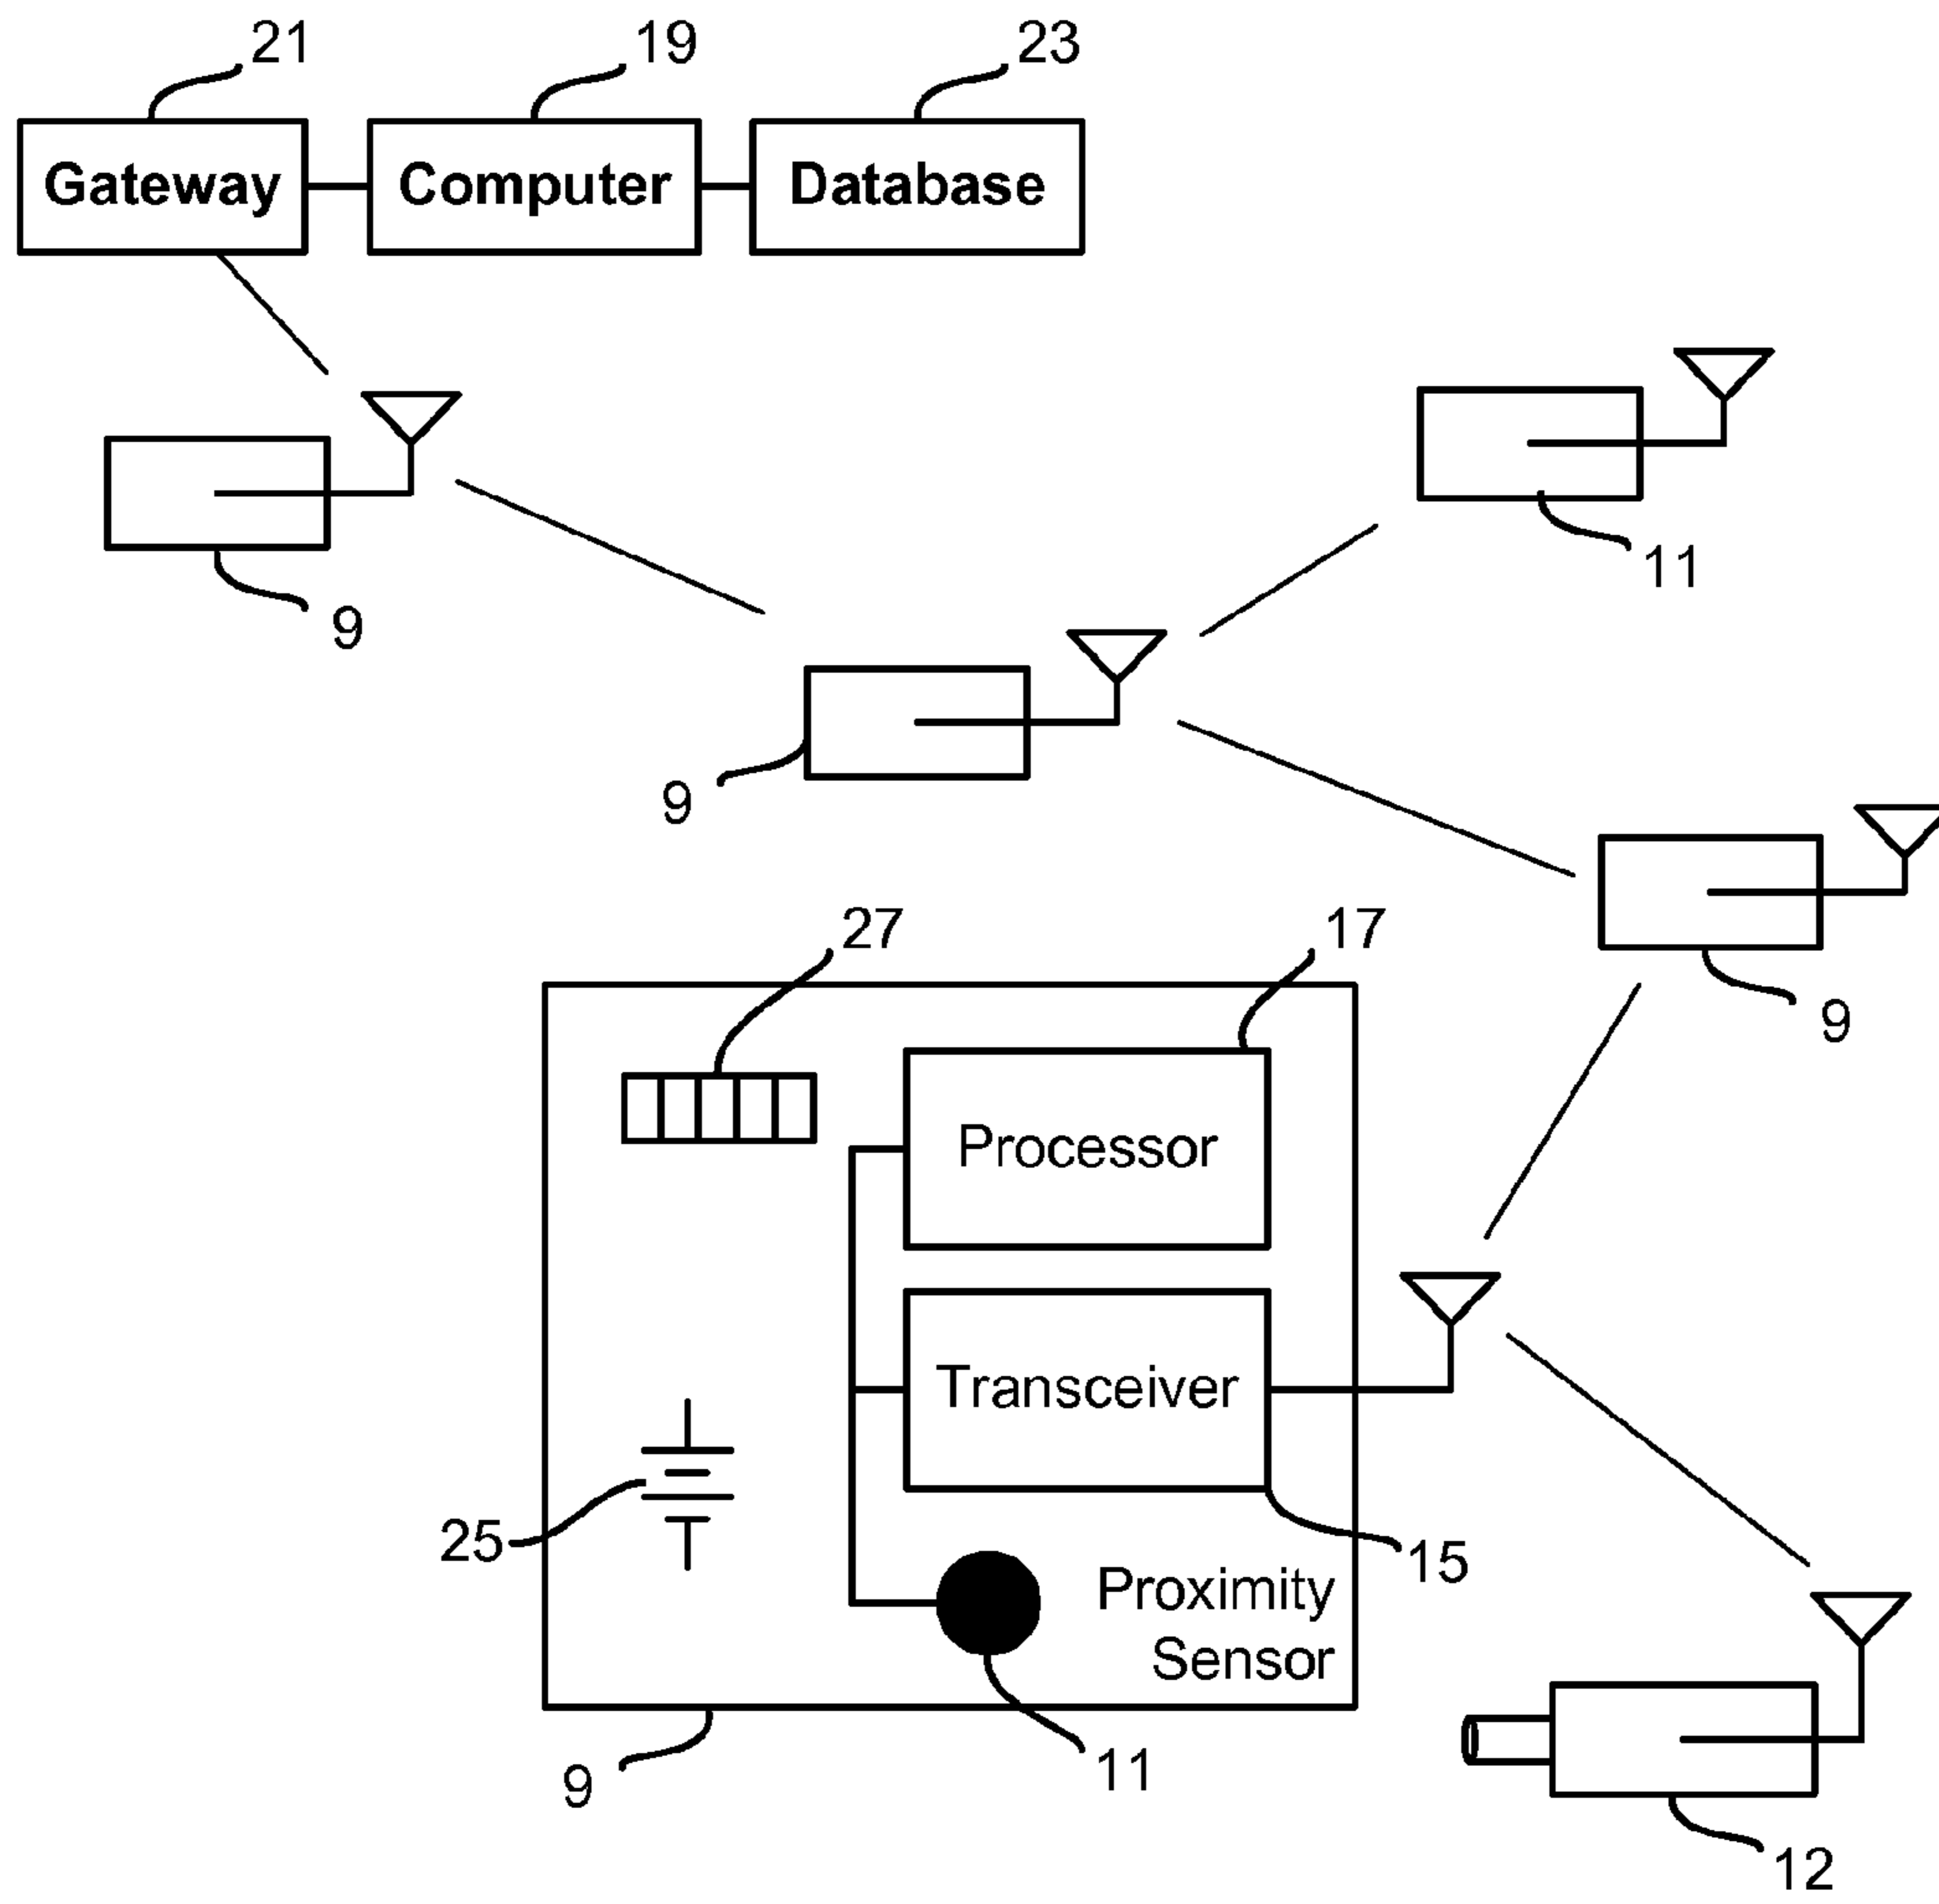 21 19 23
Gateway Computer Database
11
9
9
27 17
9
Processor
Transceiver
25
15
Proximity
Sensor
11
9
12